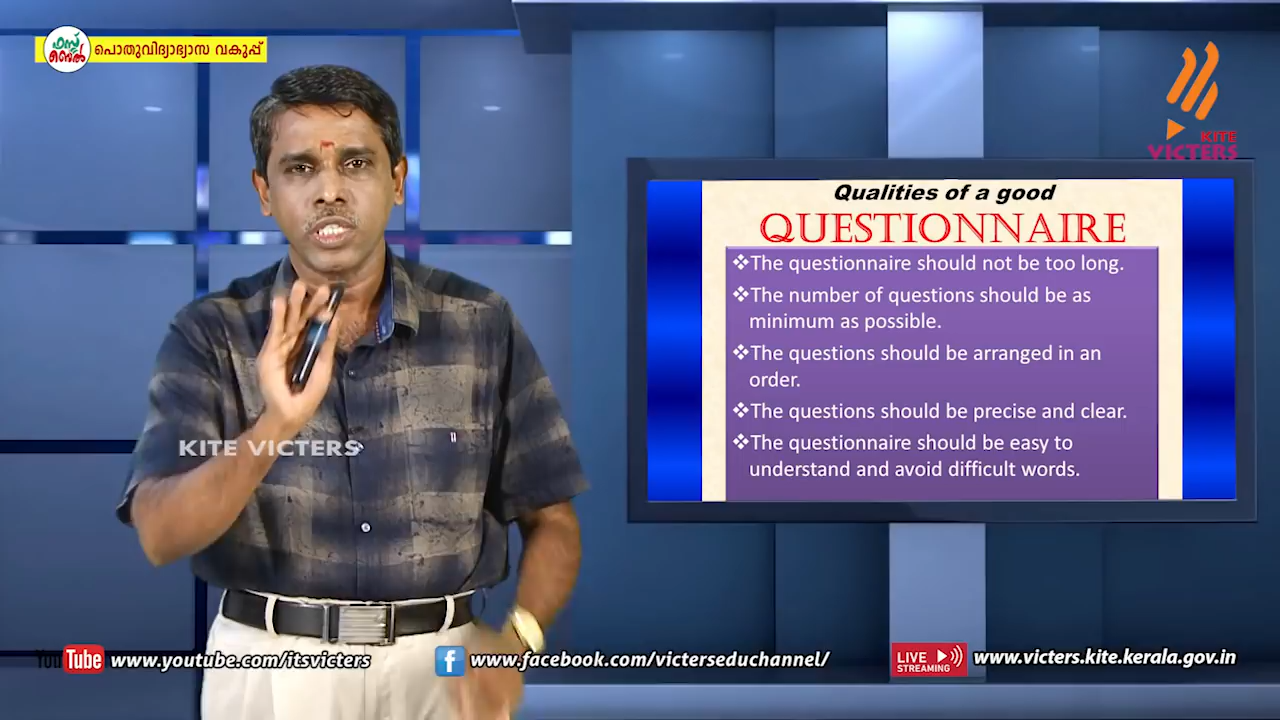 ഫസ്റ്റ്
ബെൽ
പൊതുവിദ്യാഭ്യാസ വകുപ്പ്
KITE
VICTERS
Qualities of a good
QUESTIONNAIRE
❖The questionnaire should not be too long.
❖The number of questions should be as
minimum as possible.
❖The questions should be arranged in an
order.
❖The questions should be precise and clear.
❖The questionnaire should be easy to
understand and avoid difficult words.
KITE VICTERS
YouTube www.youtube.com/itsvicters
f www.facebook.com/victerseduchannel/
LIVE
STREAMING
www.victers.kite.kerala.gov.in